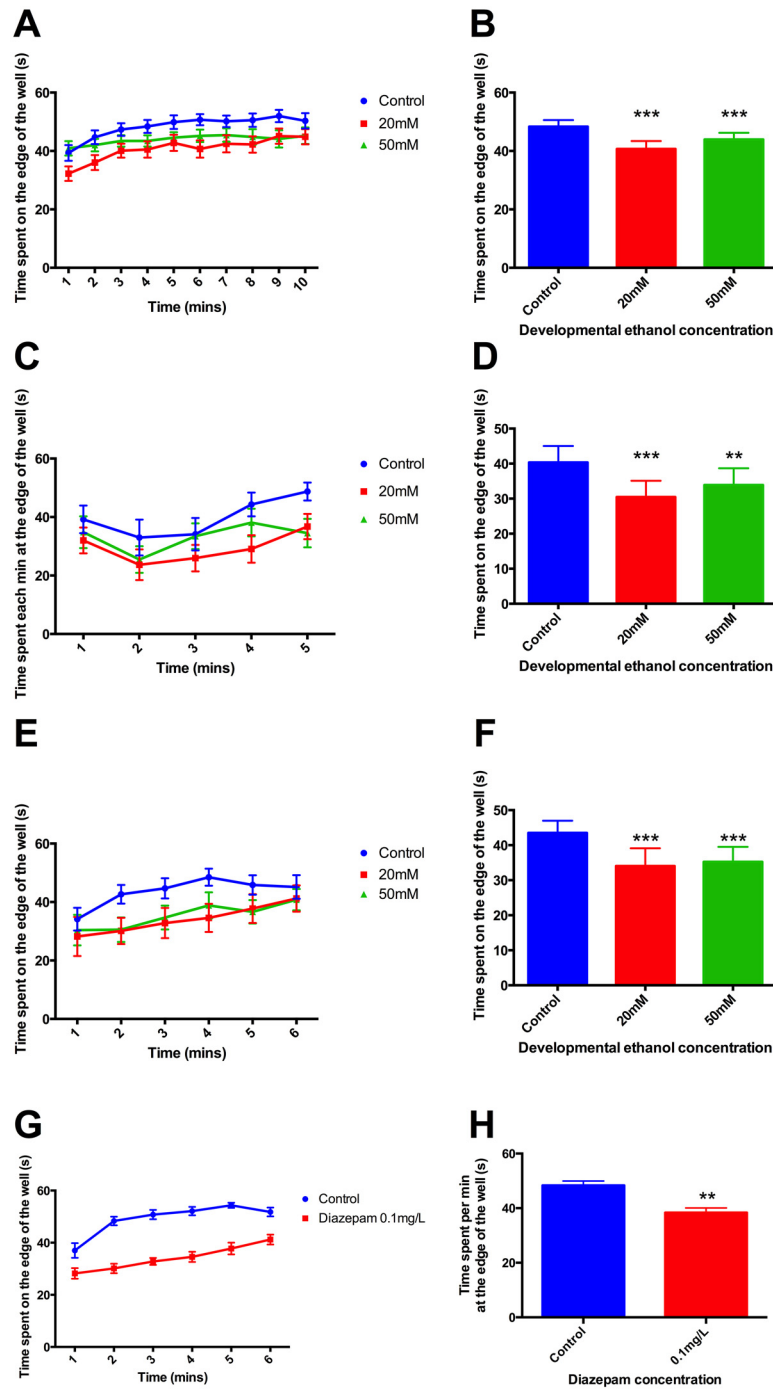 A
Time spent on the edge of the well (s)
60
40
20
0
1 2 3 4 5 6 7 8 9 10
Time (mins)
Control
20mM
50mM
B
Time spent on the edge of the well (s)
60
40
20
0
*** ***
Control 20mM 50mM
Developmental ethanol concentration
C
Time spent each min at the edge of the well (s)
60
40
20
0
1 2 3 4 5
Time (mins)
Control
20mM
50mM
D
Time spent on the edge of the well (s)
50
40
30
20
10
0
*** **
Control 20mM 50mM
Developmental ethanol concentration
E
Time spent on the edge of the well (s)
60
40
20
0
1 2 3 4 5 6
Time (mins)
Control
20mM
50mM
F
Time spent on the edge of the well (s)
50
40
30
20
10
0
*** ***
Control 20mM 50mM
Developmental ethanol concentration
G
Time spent on the edge of the well (s)
60
40
20
0
1 2 3 4 5 6
Time (mins)
Control
Diazepam 0.1mg/L
H
Time spent per min
at the edge of the well (s)
60
40
20
0
**
Control 0.1mg/L
Diazepam concentration